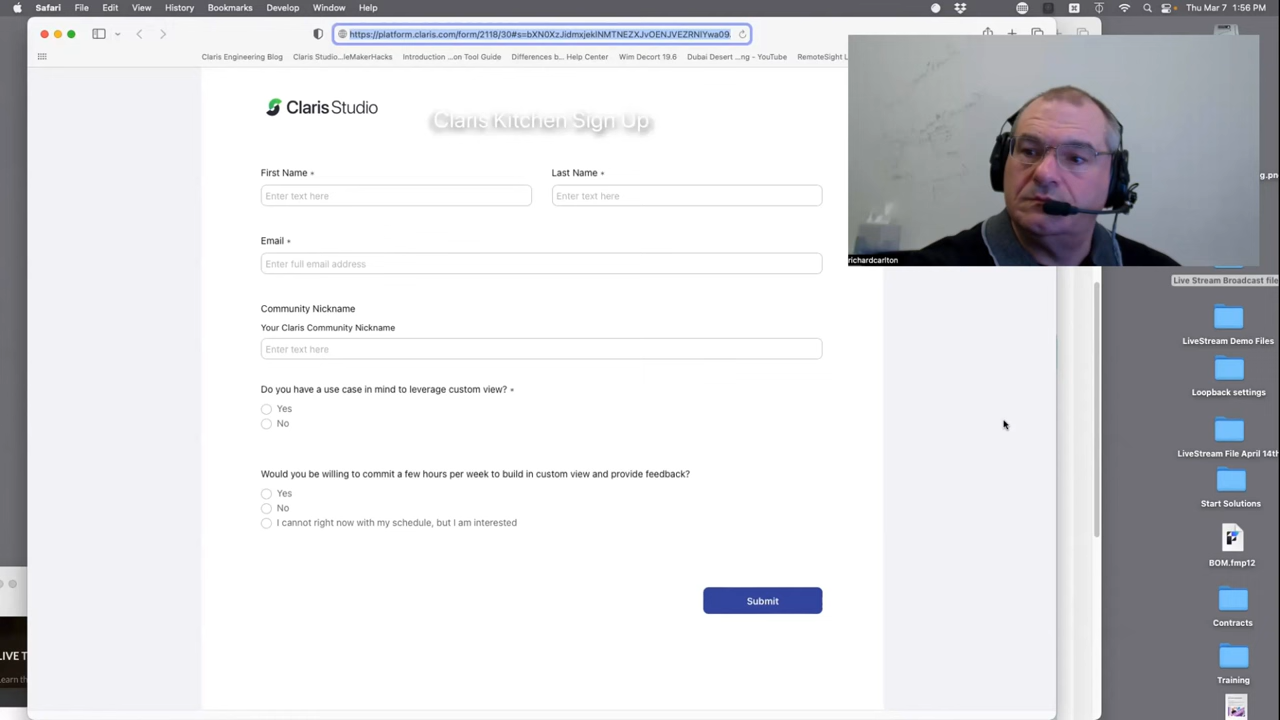 Safari File Edit View History Bookmarks Develop Window Help
Thu Mar 7 1:56 PM
Claris Engineering Blog Claris Studio...leMakerHacks Introduction ...on Tool Guide Differences b... Help Center Wim Decort 19.6 Dubai Desert ...ng - YouTube RemoteSight L
Claris Studio
Claris Kitchen Sign Up
First Name *
Last Name *
Enter text here
Enter text here
Email *
Enter full email address
Community Nickname
Your Claris Community Nickname
Enter text here
Do you have a use case in mind to leverage custom view? *
Yes
No
Would you be willing to commit a few hours per week to build in custom view and provide feedback?
Yes
No
I cannot right now with my schedule, but I am interested
Submit
richardcarlton
g.pn
Live Stream Broadcast file
LiveStream Demo Files
Loopback settings
LiveStream File April 14th
Start Solutions
BOM.fmp12
Contracts
Training
LIVE T
Learn th